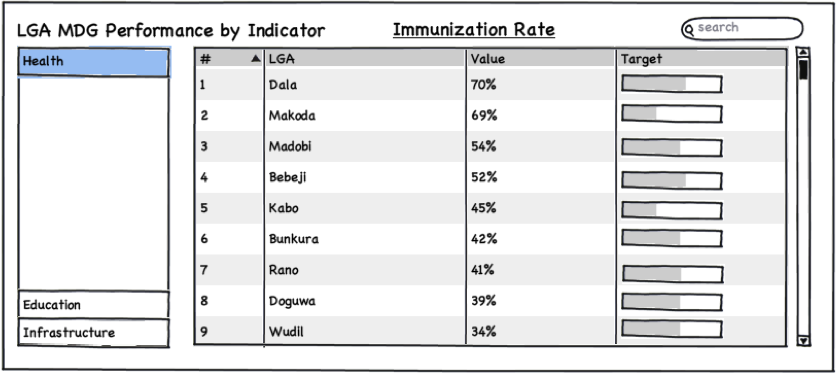 LGA MDG Performance by Indicator
Immunization Rate
search
Health
Education
Infrastructure
# LGA Value Target
1 Dala 70%
2 Makoda 69%
3 Madobi 54%
4 Bebeji 52%
5 Kabo 45%
6 Bunkura 42%
7 Rano 41%
8 Doguwa 39%
9 Wudil 34%